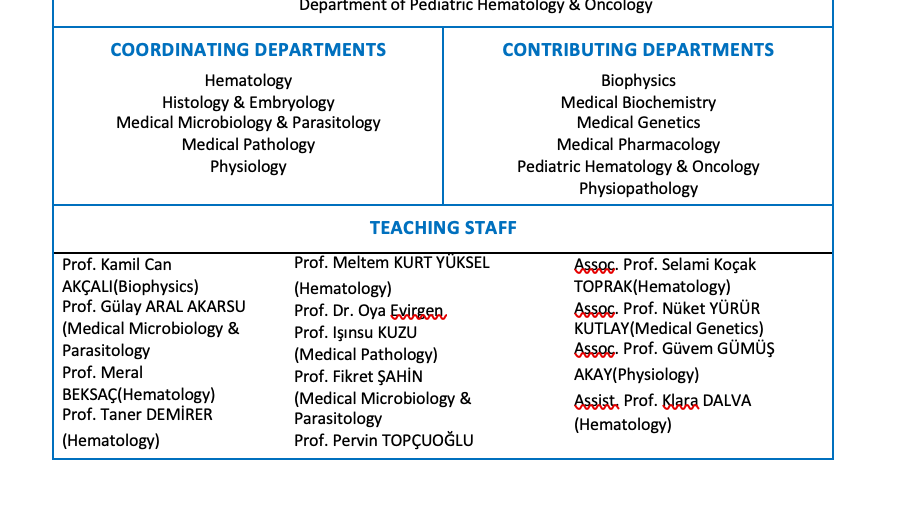 Department of Pediatric Hematology & Oncology
COORDINATING DEPARTMENTS
Hematology
Histology & Embryology
Medical Microbiology & Parasitology
Medical Pathology
Physiology
CONTRIBUTING DEPARTMENTS
Biophysics
Medical Biochemistry
Medical Genetics
Medical Pharmacology
Pediatric Hematology & Oncology
Physiopathology
TEACHING STAFF
Prof. Kamil Can
AKÇALI(Biophysics)
Prof. Gülay ARAL AKARSU
(Medical Microbiology &
Parasitology
Prof. Meral
BEKSAÇ(Hematology)
Prof. Taner DEMİRER
(Hematology)
Prof. Meltem KURT YÜKSEL
(Hematology)
Prof. Dr. Oya Evirgen,
Prof. Işınsu KUZU
(Medical Pathology)
Prof. Fikret ŞAHİN
(Medical Microbiology &
Parasitology
Prof. Pervin TOPÇUOĞLU
Assoc. Prof. Selami Koçak
TOPRAK(Hematology)
Assoc. Prof. Nüket YÜRÜR
KUTLAY(Medical Genetics)
Assoc. Prof. Güvem GÜMÜŞ
AKAY(Physiology)
Assist. Prof. Klara DALVA
(Hematology)